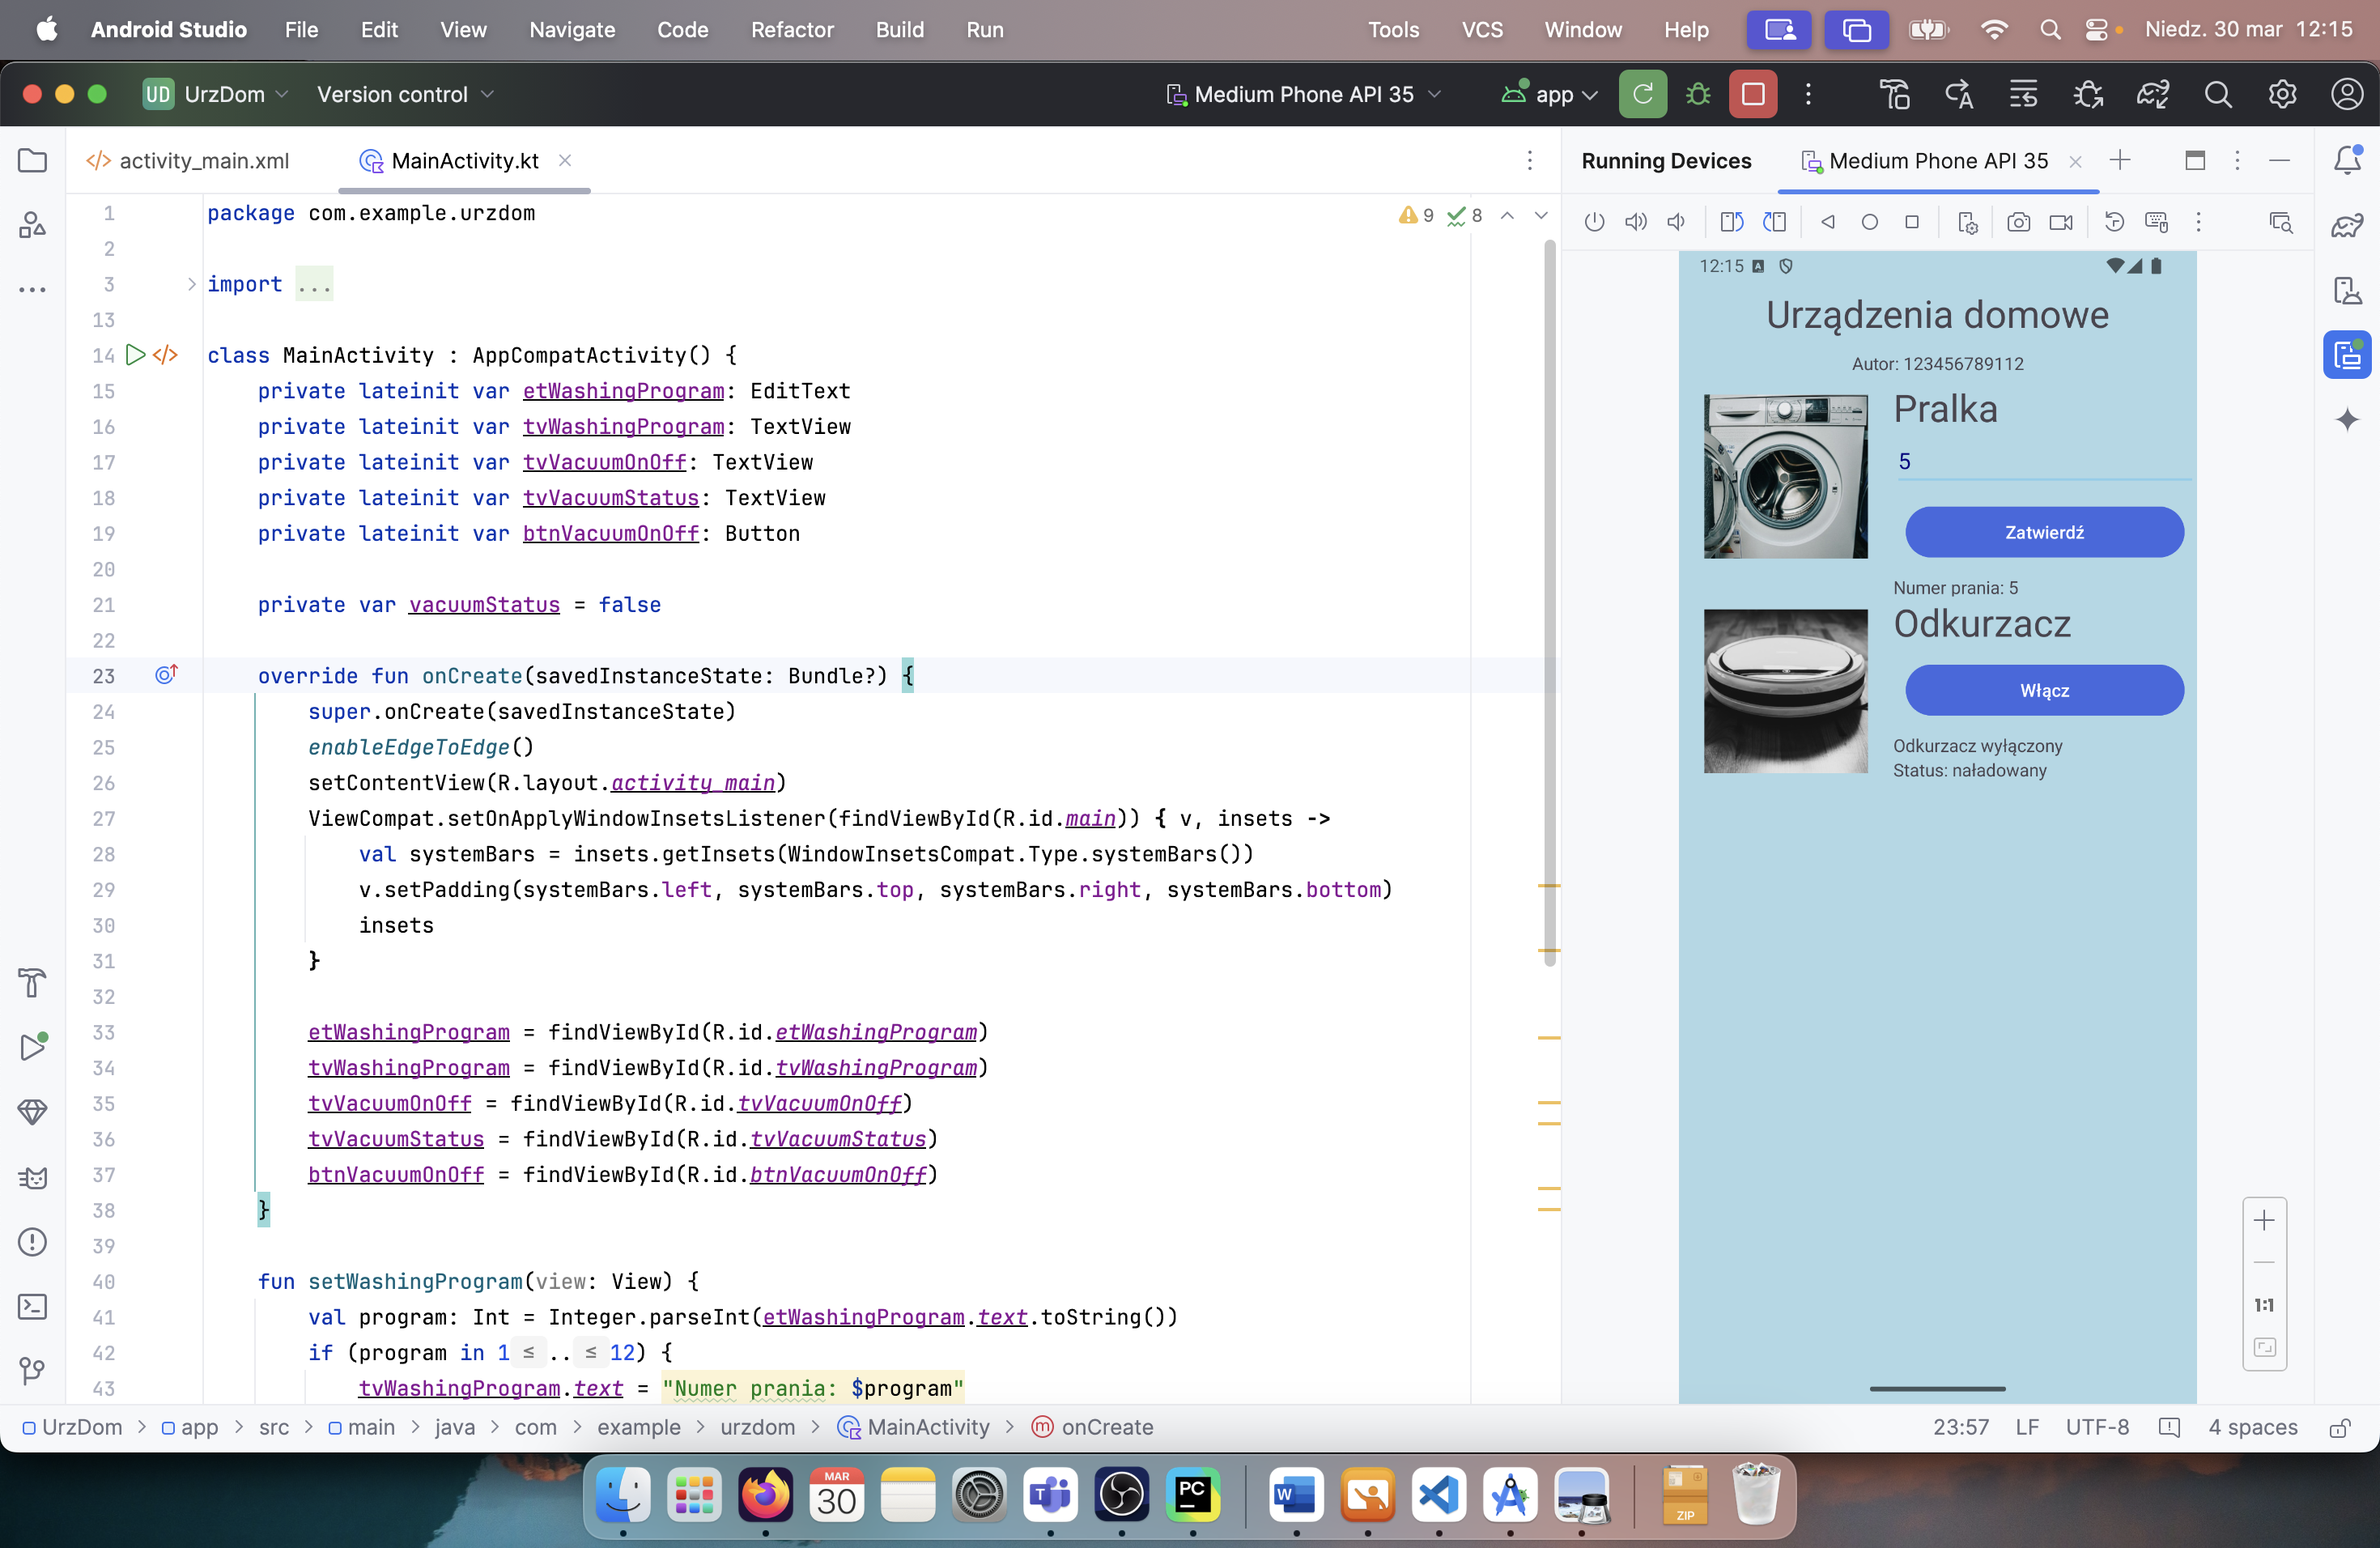 Android Studio File Edit View Navigate Code Refactor Build Run Tools VCS Window Help Niedz. 30 mar 12:15
UD UrzDom Version control Medium Phone API 35 app
activity_main.xml MainActivity.kt Running Devices Medium Phone API 35
1 package com.example.urzdom 9 8
2
3 import ...
13
14 class MainActivity : AppCompatActivity() {
15 private lateinit var etWashingProgram: EditText
16 private lateinit var tvWashingProgram: TextView
17 private lateinit var tvVacuumOnOff: TextView
18 private lateinit var tvVacuumStatus: TextView
19 private lateinit var btnVacuumOnOff: Button
20
21 private var vacuumStatus = false
22
23 override fun onCreate(savedInstanceState: Bundle?) {
24 super.onCreate(savedInstanceState)
25 enableEdgeToEdge()
26 setContentView(R.layout.activity_main)
27 ViewCompat.setOnApplyWindowInsetsListener(findViewById(R.id.main)) { v, insets ->
28 val systemBars = insets.getInsets(WindowInsetsCompat.Type.systemBars())
29 v.setPadding(systemBars.left, systemBars.top, systemBars.right, systemBars.bottom)
30 insets
31 }
32
33 etWashingProgram = findViewById(R.id.etWashingProgram)
34 tvWashingProgram = findViewById(R.id.tvWashingProgram)
35 tvVacuumOnOff = findViewById(R.id.tvVacuumOnOff)
36 tvVacuumStatus = findViewById(R.id.tvVacuumStatus)
37 btnVacuumOnOff = findViewById(R.id.btnVacuumOnOff)
38 }
39
40 fun setWashingProgram(view: View) {
41 val program: Int = Integer.parseInt(etWashingProgram.text.toString())
42 if (program in 1 ≤ .. ≤ 12) {
43 tvWashingProgram.text = "Numer prania: $program"
12:15
Urządzenia domowe
Autor: 123456789112
Pralka
5
Zatwierdź
Numer prania: 5
Odkurzacz
Włącz
Odkurzacz wyłączony
Status: naładowany
1:1
UrzDom > app > src > main > java > com > example > urzdom > MainActivity > onCreate 23:57 LF UTF-8 4 spaces
MAR
30
T
PC
W
ZIP